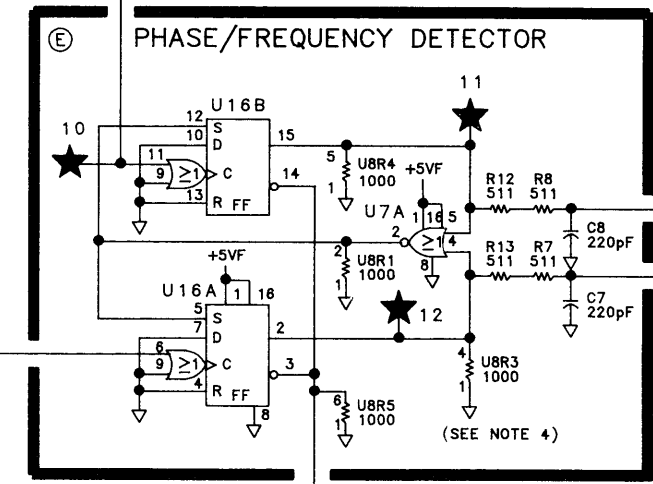 E PHASE/FREQUENCY DETECTOR
11
U16B
12 S
10 D
15
10
11
9 ≥1 C
14
13 R FF
5 U8R4
1000
1
+5VF
U7A 1 16 5
2 ≥1 4
8
R12 R8
511 511
C8
220pF
R13 R7
511 511
C7
220pF
2 U8R1
1000
1
+5VF
U16A 1 16
5 S
7 D
2
12
6
9 ≥1 C
3
4 R FF
8
4 U8R3
1000
1
6 U8R5
1000
1
(SEE NOTE 4)